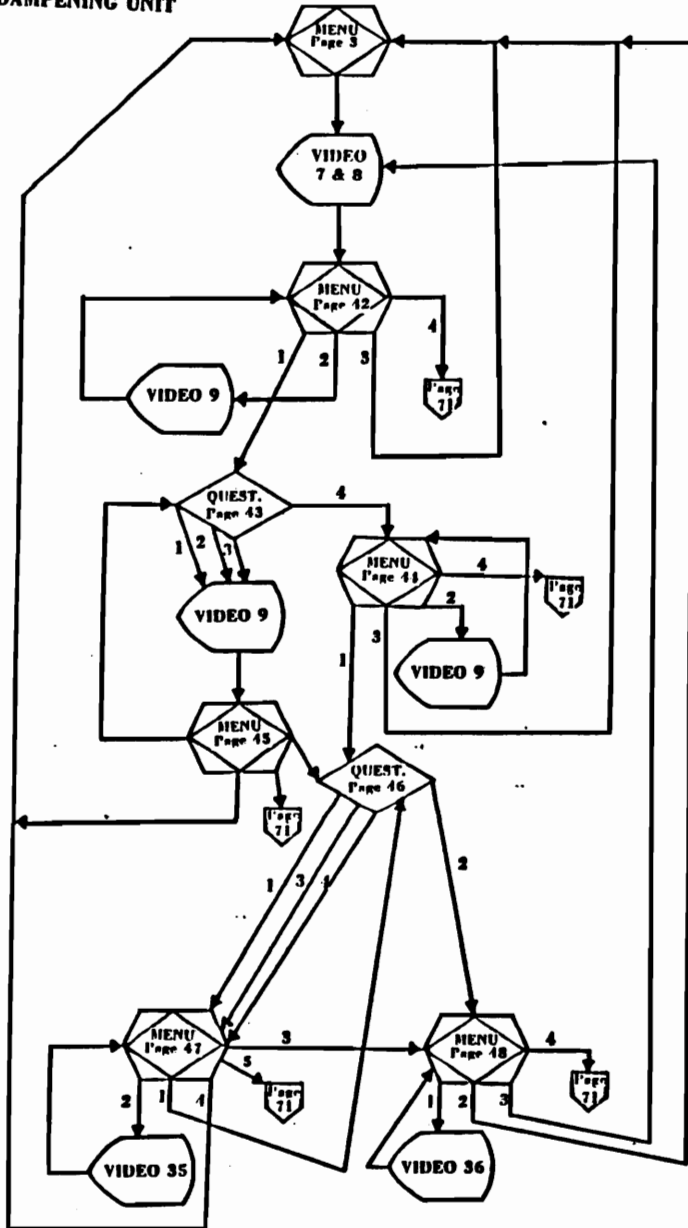 DAMPENING UNIT
MENU
Page 3
VIDEO
7 & 8
MENU
Page 42
1
2
3
4
VIDEO 9
Page
71
QUEST.
Page 43
4
1
2
3
MENU
Page 44
4
Page
71
2
VIDEO 9
1
3
VIDEO 9
MENU
Page 45
QUEST.
Page 46
Page
71
1
3
4
2
MENU
Page 47
3
MENU
Page 48
4
5
Page
71
Page
71
2
1
4
1
2
3
VIDEO 35
VIDEO 36